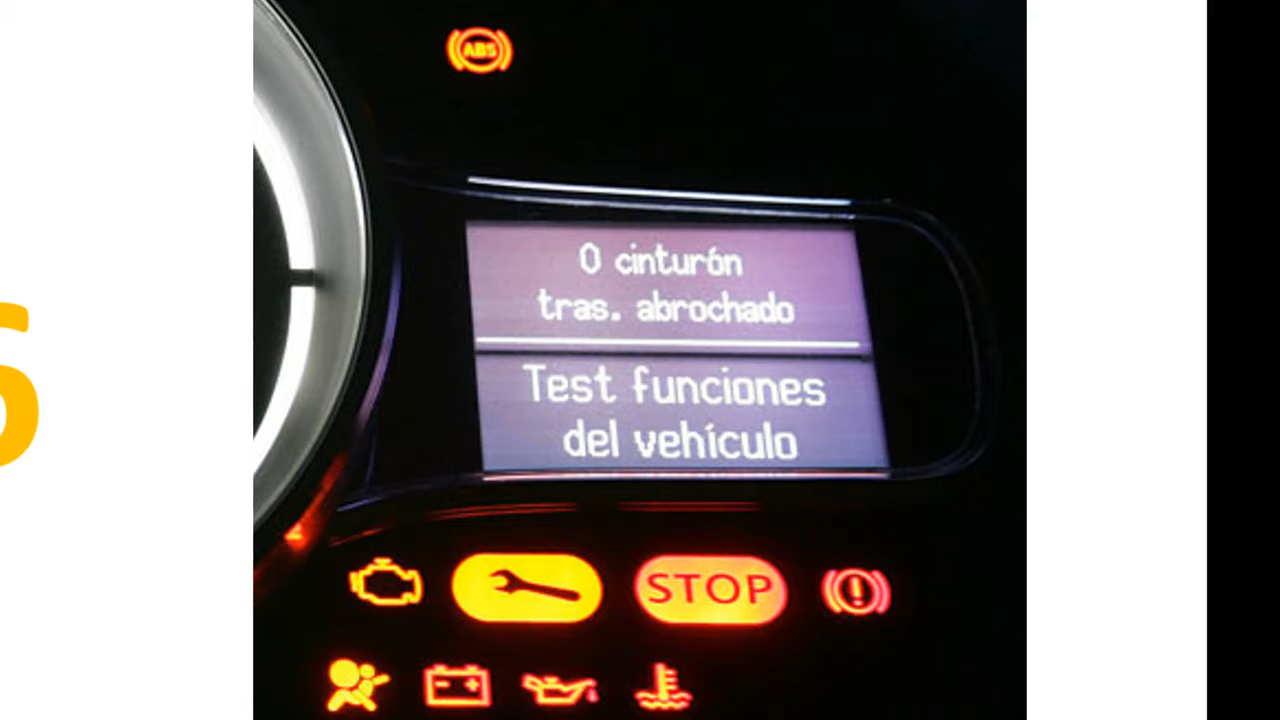 ABS
0 cinturón
tras. abrochado
Test funciones
del vehículo
STOP